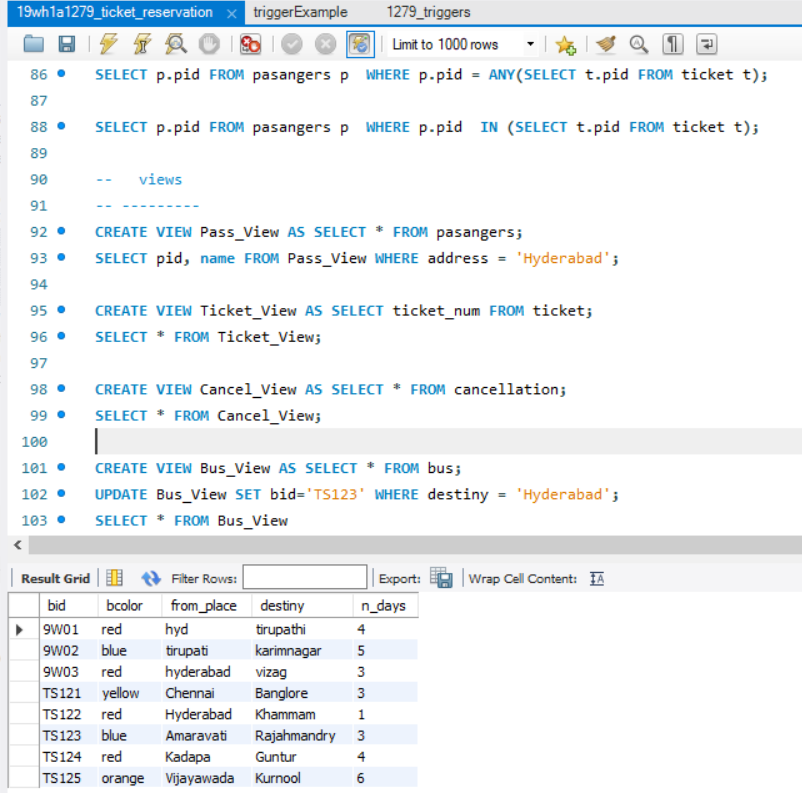 19wh1a1279_ticket_reservation × triggerExample 1279_triggers
Limit to 1000 rows
86 SELECT p.pid FROM pasangers p WHERE p.pid = ANY(SELECT t.pid FROM ticket t);
87
88 SELECT p.pid FROM pasangers p WHERE p.pid IN (SELECT t.pid FROM ticket t);
89
90 -- views
91 -- ---------
92 CREATE VIEW Pass_View AS SELECT * FROM pasangers;
93 SELECT pid, name FROM Pass_View WHERE address = 'Hyderabad';
94
95 CREATE VIEW Ticket_View AS SELECT ticket_num FROM ticket;
96 SELECT * FROM Ticket_View;
97
98 CREATE VIEW Cancel_View AS SELECT * FROM cancellation;
99 SELECT * FROM Cancel_View;
100
101 CREATE VIEW Bus_View AS SELECT * FROM bus;
102 UPDATE Bus_View SET bid='TS123' WHERE destiny = 'Hyderabad';
103 SELECT * FROM Bus_View
Result Grid Filter Rows: Export: Wrap Cell Content: IA
bid bcolor from_place destiny n_days
9W01 red hyd tirupathi 4
9W02 blue tirupati karimnagar 5
9W03 red hyderabad vizag 3
TS121 yellow Chennai Banglore 3
TS122 red Hyderabad Khammam 1
TS123 blue Amaravati Rajahmandry 3
TS124 red Kadapa Guntur 4
TS125 orange Vijayawada Kurnool 6